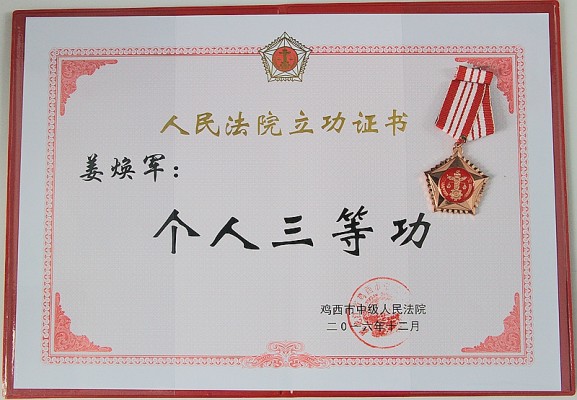 人民法院立功证书
姜焕军：
个人三等功
鸡西市中级人民法院
二〇一六年十二月